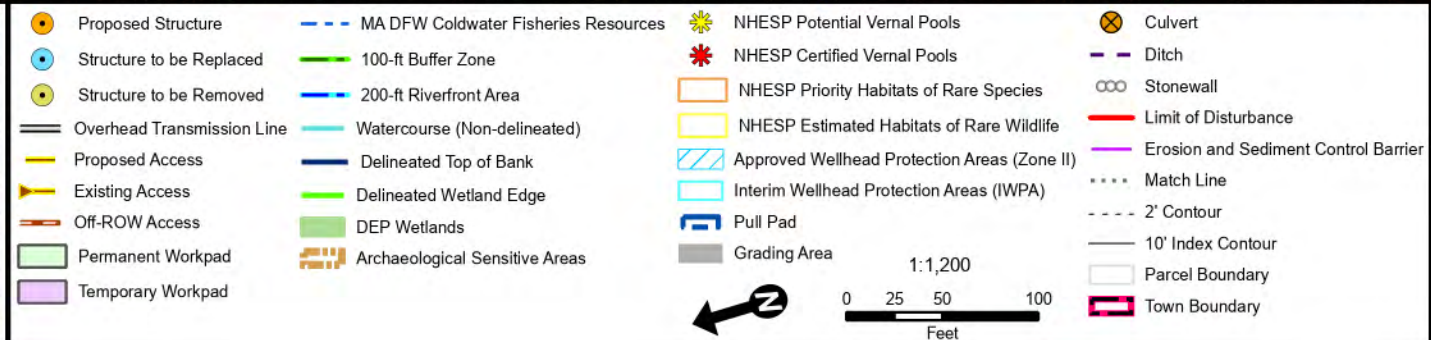 Proposed Structure
Structure to be Replaced
Structure to be Removed
Overhead Transmission Line
Proposed Access
Existing Access
Off-ROW Access
Permanent Workpad
Temporary Workpad
MA DFW Coldwater Fisheries Resources
100-ft Buffer Zone
200-ft Riverfront Area
Watercourse (Non-delineated)
Delineated Top of Bank
Delineated Wetland Edge
DEP Wetlands
Archaeological Sensitive Areas
NHESP Potential Vernal Pools
NHESP Certified Vernal Pools
NHESP Priority Habitats of Rare Species
NHESP Estimated Habitats of Rare Wildlife
Approved Wellhead Protection Areas (Zone II)
Interim Wellhead Protection Areas (IWPA)
Pull Pad
Grading Area
1:1,200
N
0 25 50 100
Feet
Culvert
Ditch
Stonewall
Limit of Disturbance
Erosion and Sediment Control Barrier
Match Line
2' Contour
10' Index Contour
Parcel Boundary
Town Boundary